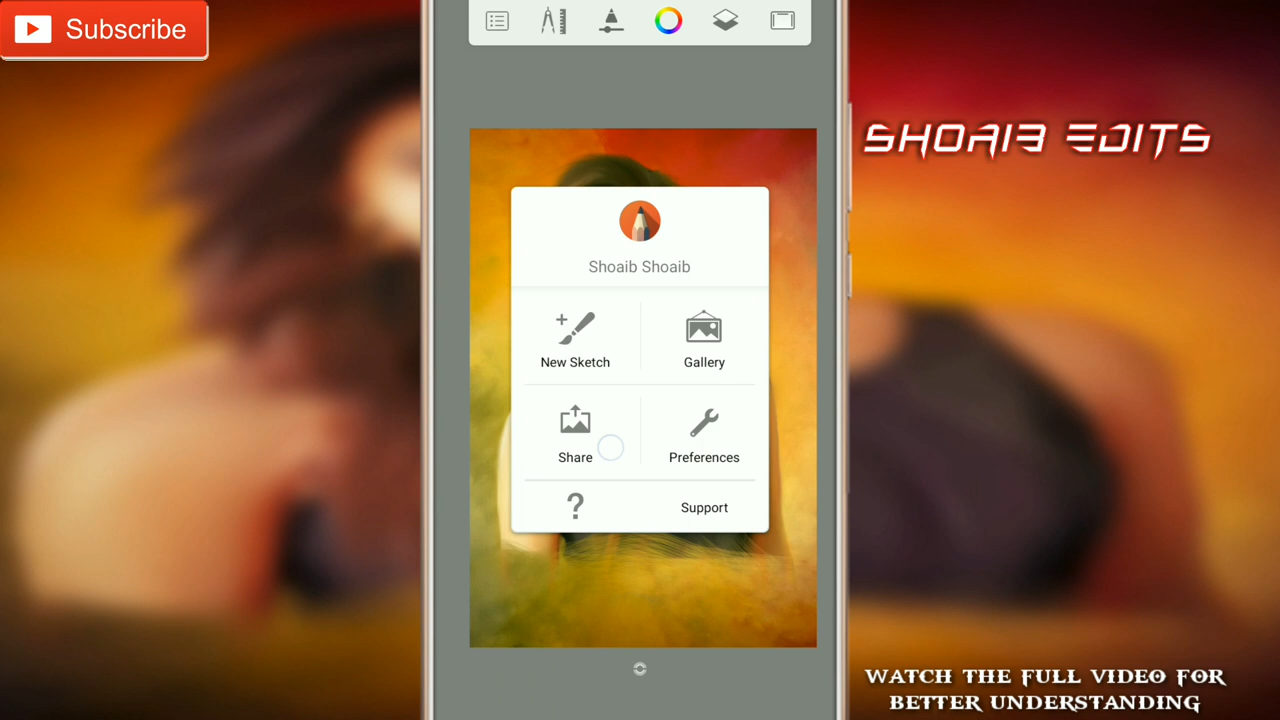 Subscribe
SHOAIB EDITS
Shoaib Shoaib
New Sketch
Gallery
Share
Preferences
?
Support
WATCH THE FULL VIDEO FOR
BETTER UNDERSTANDING